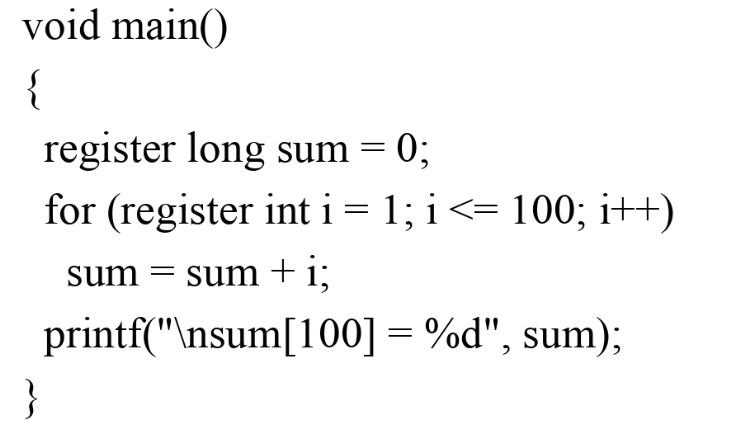 void main()
{
register long sum = 0;
for (register int i = 1; i <= 100; i++)
sum = sum + i;
printf("\nsum[100] = %d", sum);
}